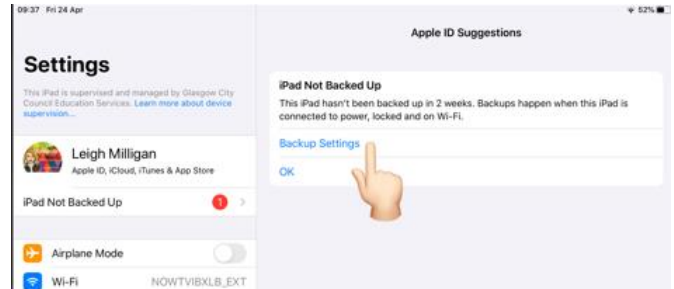 09:37 Fri 24 Apr
52%
Apple ID Suggestions
Settings
This iPad is supervised and managed by Glasgow City
Council Education Services. Learn more about device
supervision...
Leigh Milligan
Apple ID, iCloud, iTunes & App Store
iPad Not Backed Up
1
Airplane Mode
Wi-Fi
NOWTVIBXLB_EXT
iPad Not Backed Up
This iPad hasn't been backed up in 2 weeks. Backups happen when this iPad is
connected to power, locked and on Wi-Fi.
Backup Settings
OK